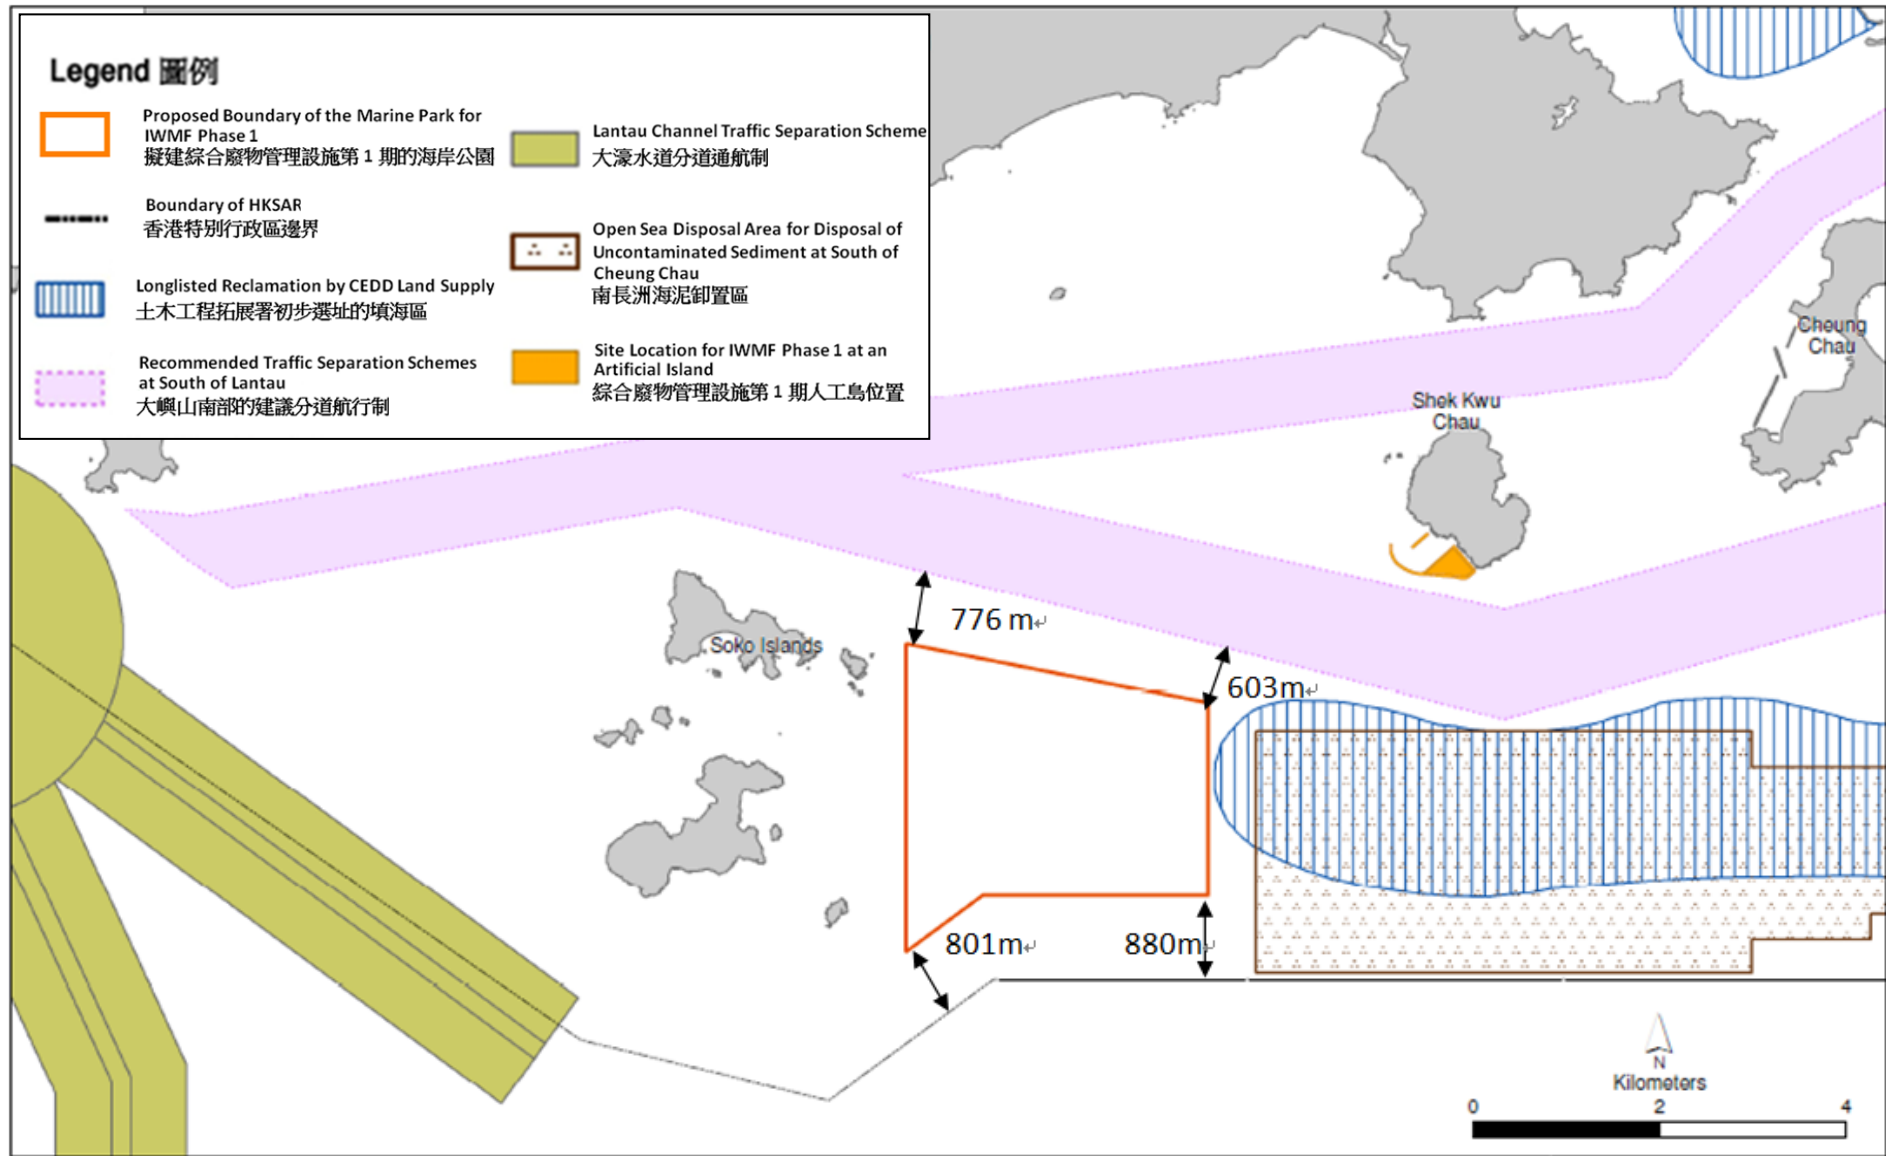 Legend 圖例
Proposed Boundary of the Marine Park for
IWMF Phase 1
擬建綜合廢物管理設施第 1 期的海岸公園
Boundary of HKSAR
香港特別行政區邊界
Longlisted Reclamation by CEDD Land Supply
土木工程拓展署初步選址的填海區
Recommended Traffic Separation Schemes
at South of Lantau
大嶼山南部的建議分道航行制
Lantau Channel Traffic Separation Scheme
大濠水道分道通航制
Open Sea Disposal Area for Disposal of
Uncontaminated Sediment at South of
Cheung Chau
南長洲海泥卸置區
Site Location for IWMF Phase 1 at an
Artificial Island
綜合廢物管理設施第 1 期人工島位置
Cheung
Chau
Shek Kwu
Chau
Soko Islands
776 m
603m
801m
880m
N
Kilometers
0 2 4